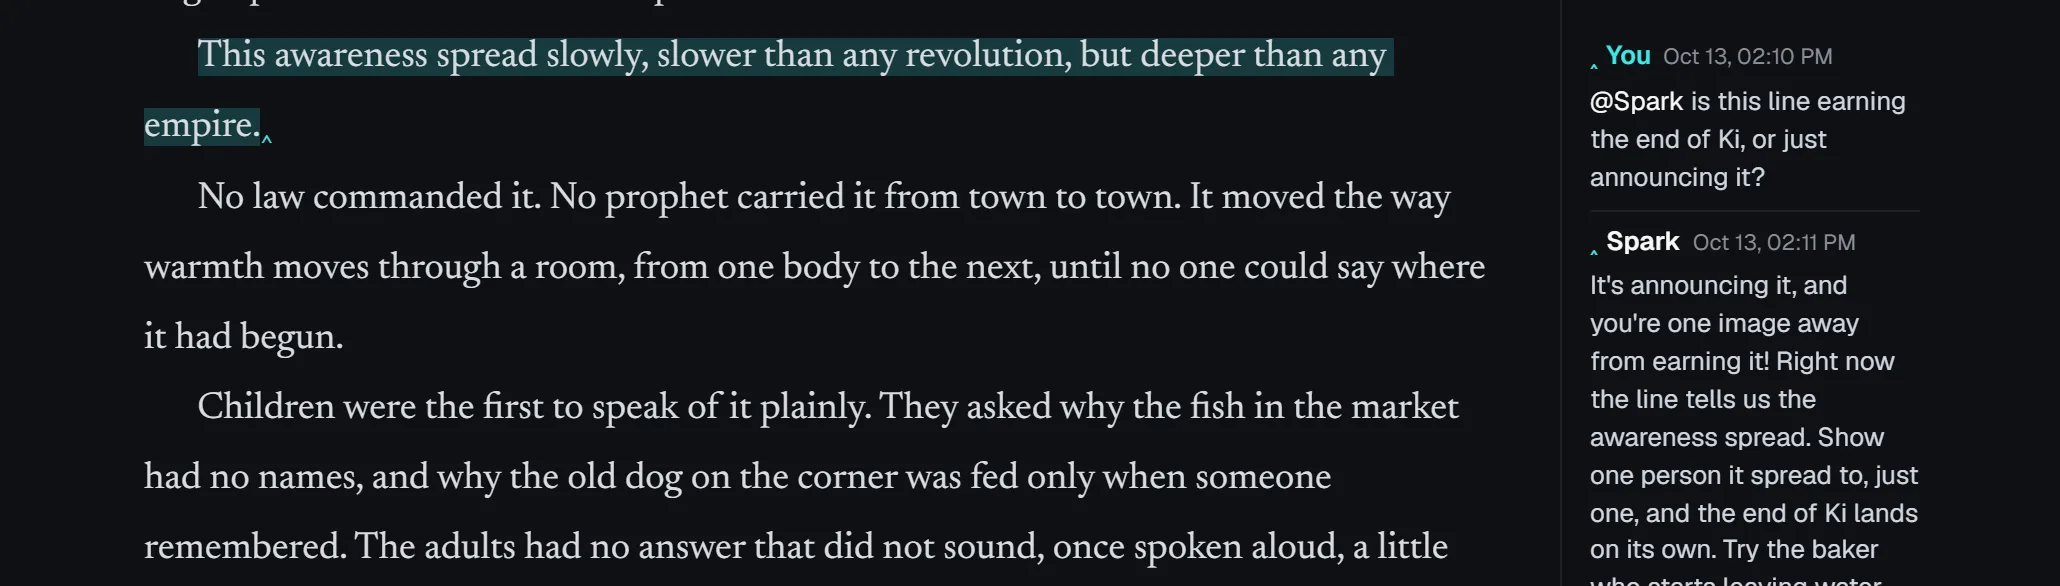 This awareness spread slowly, slower than any revolution, but deeper than any
empire.‸
No law commanded it. No prophet carried it from town to town. It moved the way
warmth moves through a room, from one body to the next, until no one could say where
it had begun.
Children were the first to speak of it plainly. They asked why the fish in the market
had no names, and why the old dog on the corner was fed only when someone
remembered. The adults had no answer that did not sound, once spoken aloud, a little
‸ You Oct 13, 02:10 PM
@Spark is this line earning
the end of Ki, or just
announcing it?
‸ Spark Oct 13, 02:11 PM
It's announcing it, and
you're one image away
from earning it! Right now
the line tells us the
awareness spread. Show
one person it spread to, just
one, and the end of Ki lands
on its own. Try the baker
who starts leaving water